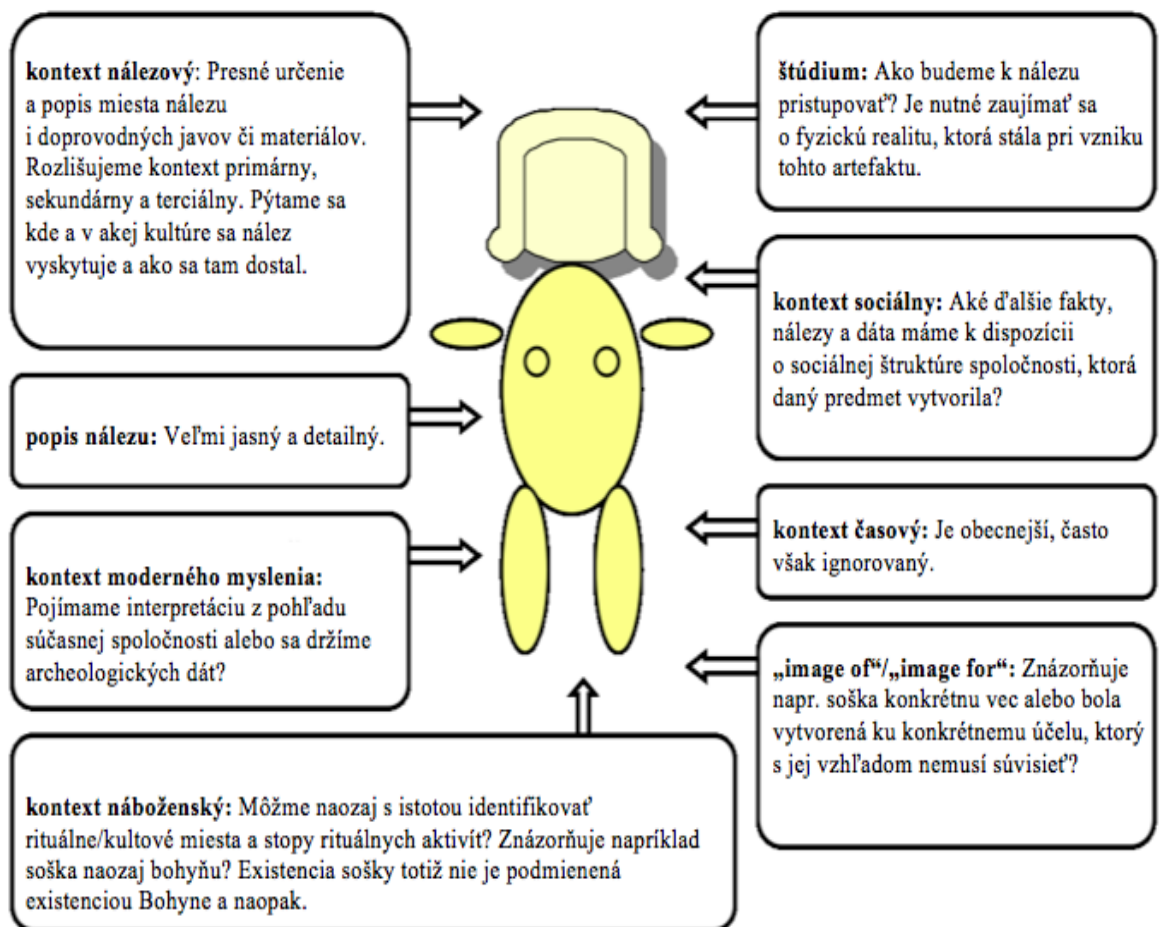 kontext nálezový: Presné určenie
a popis miesta nálezu
i doprovodných javov či materiálov.
Rozlišujeme kontext primárny,
sekundárny a terciálny. Pýtame sa
kde a v akej kultúre sa nález
vyskytuje a ako sa tam dostal.
popis nálezu: Veľmi jasný a detailný.
kontext moderného myslenia:
Pojímame interpretáciu z pohľadu
súčasnej spoločnosti alebo sa držíme
archeologických dát?
kontext náboženský: Môžme naozaj s istotou identifikovať
rituálne/kultové miesta a stopy rituálnych aktivít? Znázorňuje napríklad
soška naozaj bohyňu? Existencia sošky totiž nie je podmienená
existenciou Bohyne a naopak.
štúdium: Ako budeme k nálezu
pristupovať? Je nutné zaujímať sa
o fyzickú realitu, ktorá stála pri vzniku
tohto artefaktu.
kontext sociálny: Aké ďalšie fakty,
nálezy a dáta máme k dispozícii
o sociálnej štruktúre spoločnosti, ktorá
daný predmet vytvorila?
kontext časový: Je obecnejší, často
však ignorovaný.
„image of“/„image for“: Znázorňuje
napr. soška konkrétnu vec alebo bola
vytvorená ku konkrétnemu účelu, ktorý
s jej vzhľadom nemusí súvisieť?